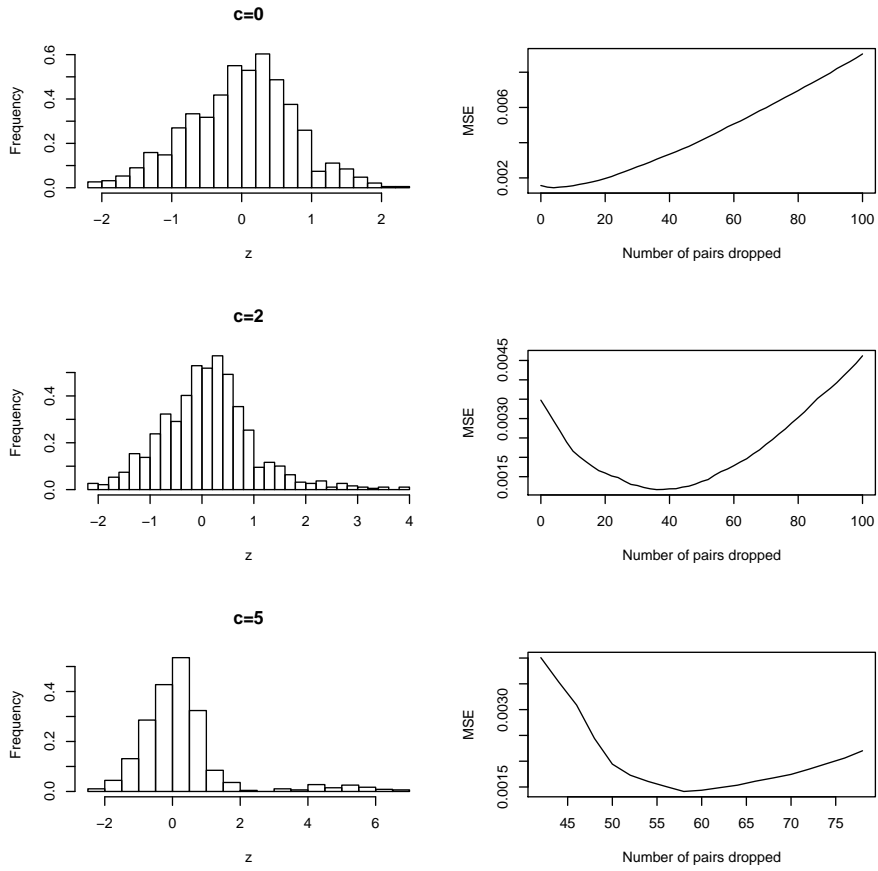 c=0
Frequency
0.0 0.2 0.4 0.6
−2 −1 0 1 2
z
MSE
0.002 0.006
0 20 40 60 80 100
Number of pairs dropped
c=2
Frequency
0.0 0.2 0.4
−2 −1 0 1 2 3 4
z
MSE
0.0015 0.0030 0.0045
0 20 40 60 80 100
Number of pairs dropped
c=5
Frequency
0.0 0.2 0.4
−2 0 2 4 6
z
MSE
0.0015 0.0030
45 50 55 60 65 70 75
Number of pairs dropped